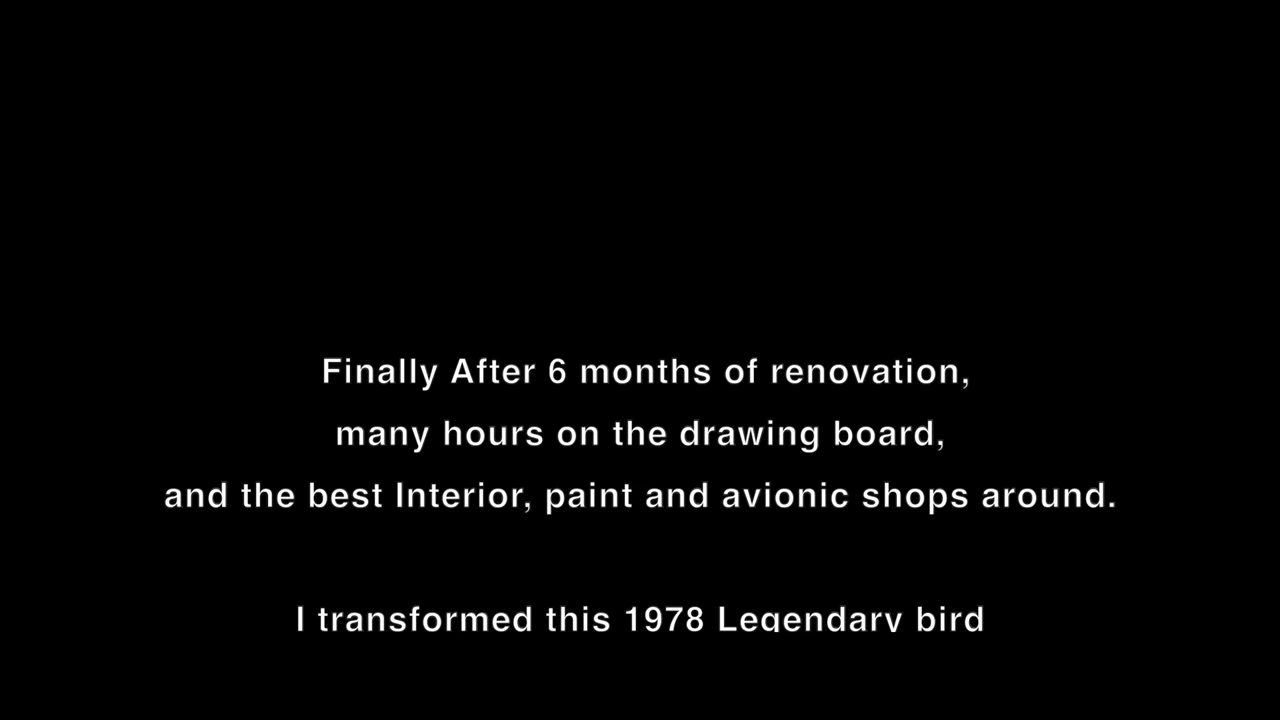 Finally After 6 months of renovation,
many hours on the drawing board,
and the best Interior, paint and avionic shops around.
I transformed this 1978 Legendary bird